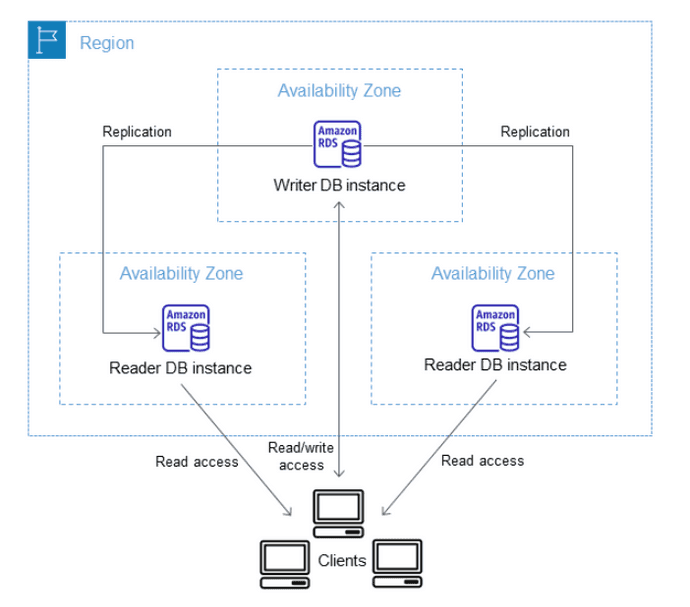 Region
Availability Zone
Replication
Amazon
RDS
Replication
Writer DB instance
Availability Zone
Availability Zone
Amazon
RDS
Amazon
RDS
Reader DB instance
Reader DB instance
Read access
Read/write
access
Read access
Clients